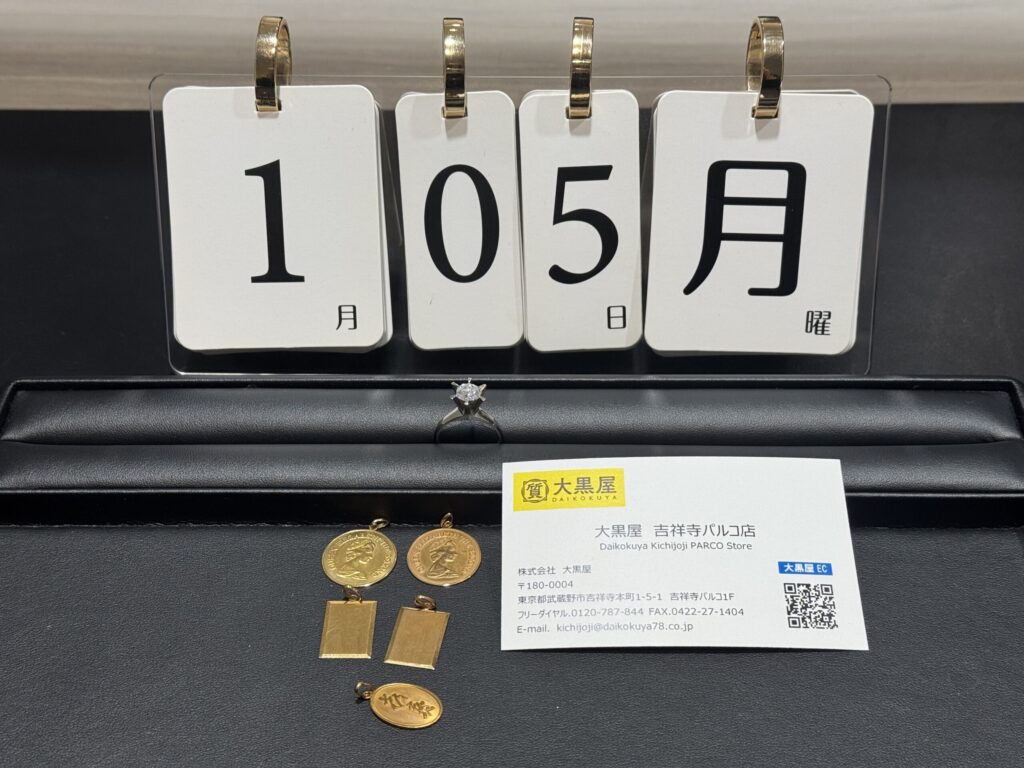 1
月
0
5
日
月
曜
質 大黒屋
DAIKOKUYA
大黒屋 吉祥寺パルコ店
Daikokuya Kichijoji PARCO Store
大黒屋 EC
株式会社 大黒屋
〒180-0004
東京都武蔵野市吉祥寺本町1-5-1 吉祥寺パルコ1F
フリーダイヤル.0120-787-844 FAX.0422-27-1404
E-mail. kichijoji@daikokuya78.co.jp